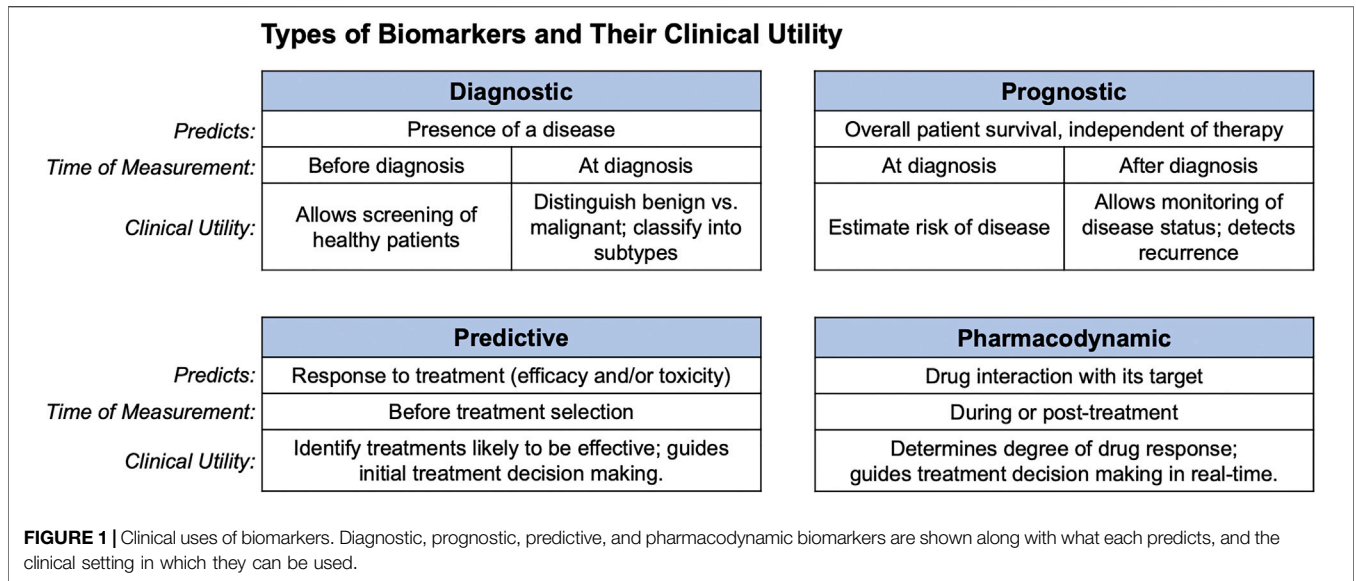 Types of Biomarkers and Their Clinical Utility
Diagnostic
Predicts: Presence of a disease
Time of Measurement: Before diagnosis At diagnosis
Clinical Utility: Allows screening of
healthy patients
Distinguish benign vs.
malignant; classify into
subtypes
Prognostic
Overall patient survival, independent of therapy
At diagnosis After diagnosis
Estimate risk of disease
Allows monitoring of
disease status; detects
recurrence
Predictive
Predicts: Response to treatment (efficacy and/or toxicity)
Time of Measurement: Before treatment selection
Clinical Utility: Identify treatments likely to be effective; guides
initial treatment decision making.
Pharmacodynamic
Drug interaction with its target
During or post-treatment
Determines degree of drug response;
guides treatment decision making in real-time.
FIGURE 1 | Clinical uses of biomarkers. Diagnostic, prognostic, predictive, and pharmacodynamic biomarkers are shown along with what each predicts, and the
clinical setting in which they can be used.